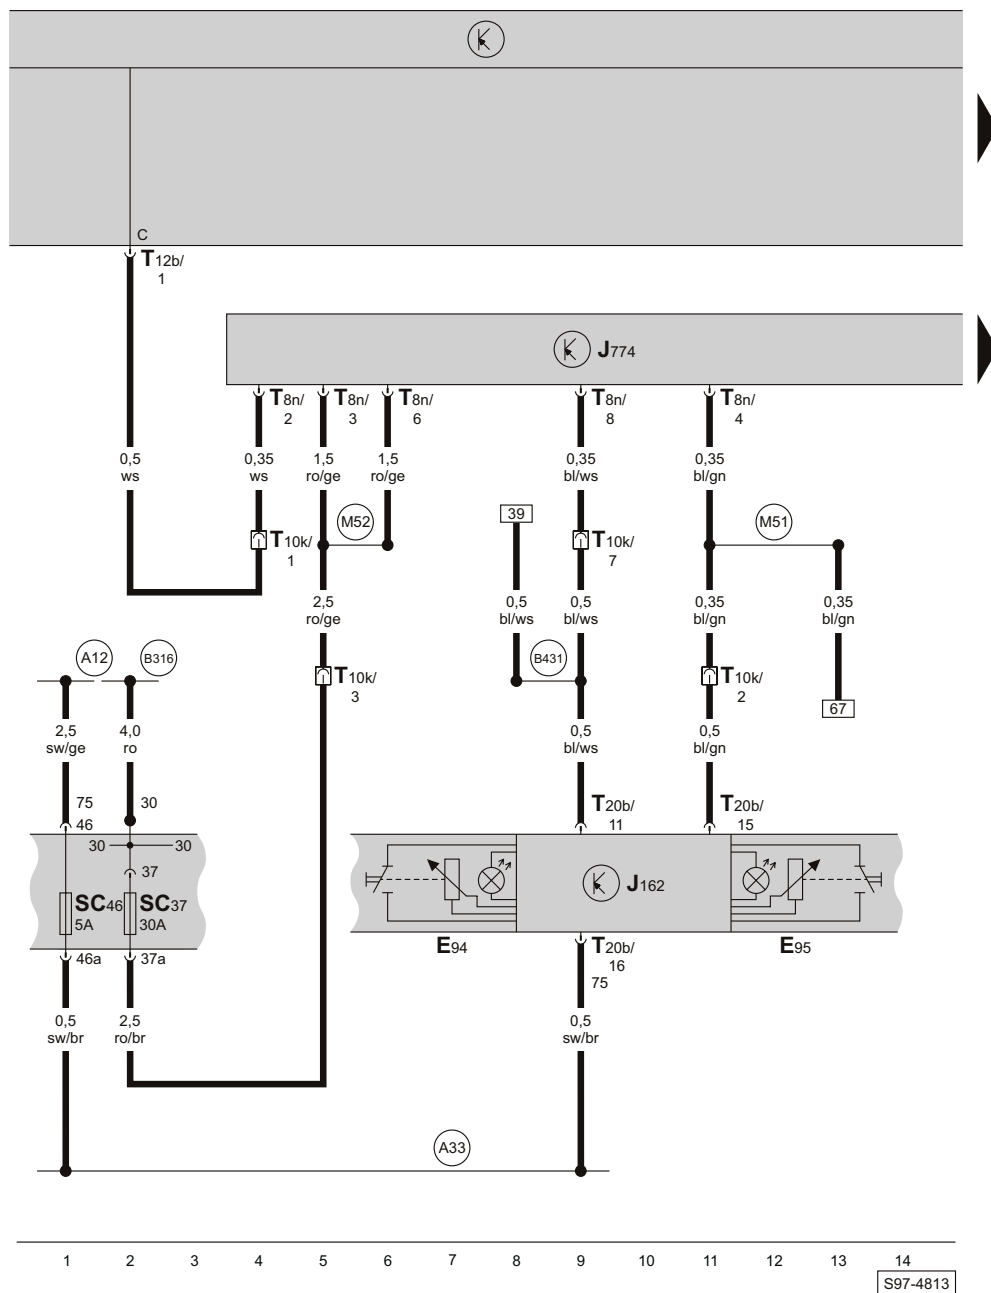 C
T12b/
1
J774
T8n/
2
T8n/
3
T8n/
6
T8n/
8
T8n/
4
0,5
ws
0,35
ws
1,5
ro/ge
1,5
ro/ge
0,35
bl/ws
0,35
bl/gn
39
M52
M51
T10k/
1
T10k/
7
2,5
ro/ge
0,5
bl/ws
0,5
bl/ws
0,35
bl/gn
0,35
bl/gn
A12
B316
B431
T10k/
3
T10k/
2
67
2,5
sw/ge
4,0
ro
0,5
bl/ws
0,5
bl/gn
75
30
46
T20b/
11
T20b/
15
30
30
37
SC46
5A
SC37
30A
J162
E94
E95
46a
37a
T20b/
16
75
0,5
sw/br
2,5
ro/br
0,5
sw/br
A33
1 2 3 4 5 6 7 8 9 10 11 12 13 14
S97-4813